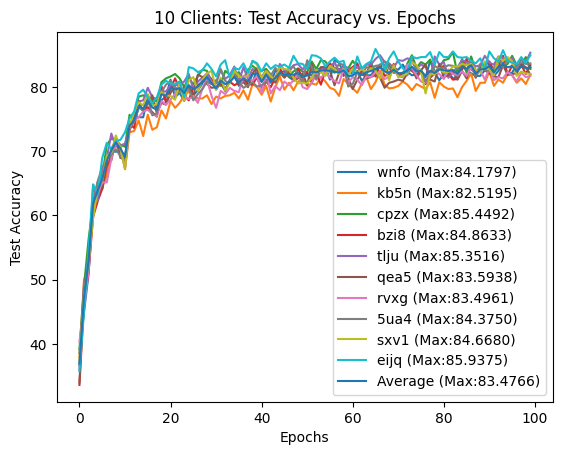 10 Clients: Test Accuracy vs. Epochs
Test Accuracy
80
70
60
50
40
wnfo (Max:84.1797)
kb5n (Max:82.5195)
cpzx (Max:85.4492)
bzi8 (Max:84.8633)
tlju (Max:85.3516)
qea5 (Max:83.5938)
rvxg (Max:83.4961)
5ua4 (Max:84.3750)
sxv1 (Max:84.6680)
eijq (Max:85.9375)
Average (Max:83.4766)
0 20 40 60 80 100
Epochs